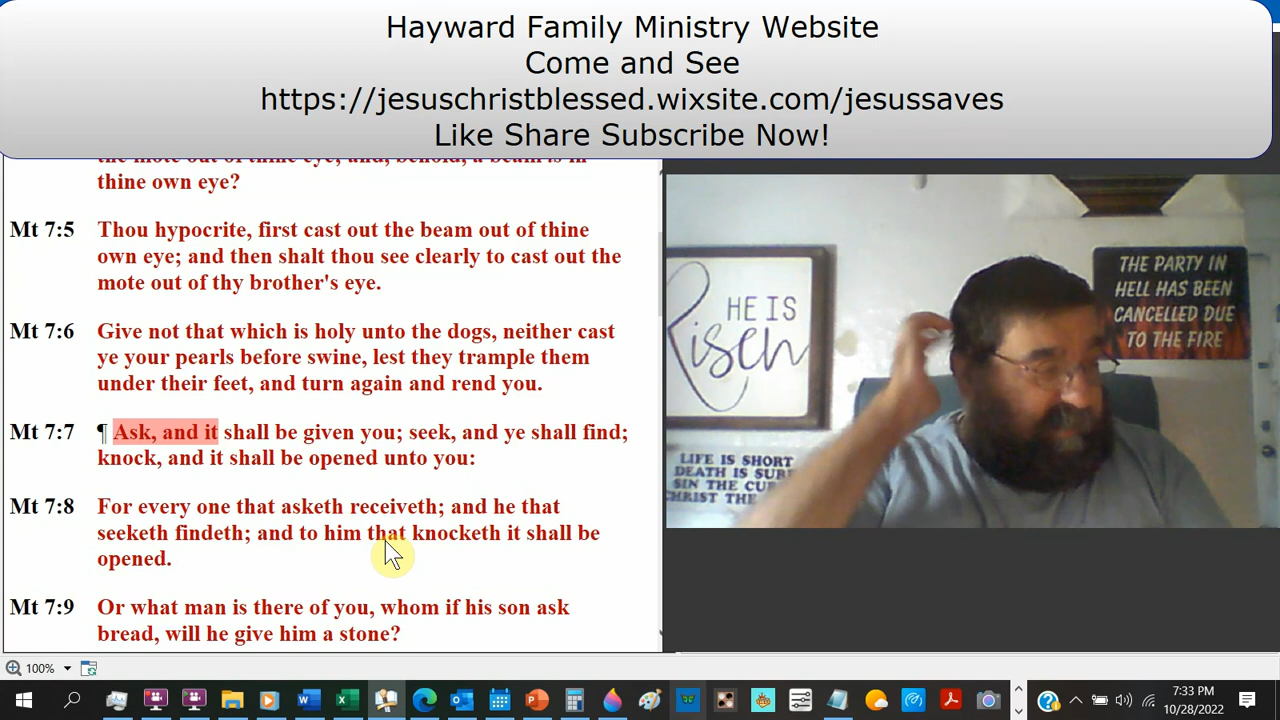 Hayward Family Ministry Website
Come and See
https://jesuschristblessed.wixsite.com/jesussaves
Like Share Subscribe Now!
thine own eye?
Mt 7:5 Thou hypocrite, first cast out the beam out of thine
own eye; and then shalt thou see clearly to cast out the
mote out of thy brother's eye.
Mt 7:6 Give not that which is holy unto the dogs, neither cast
ye your pearls before swine, lest they trample them
under their feet, and turn again and rend you.
Mt 7:7 ¶ Ask, and it shall be given you; seek, and ye shall find;
knock, and it shall be opened unto you:
Mt 7:8 For every one that asketh receiveth; and he that
seeketh findeth; and to him that knocketh it shall be
opened.
Mt 7:9 Or what man is there of you, whom if his son ask
bread, will he give him a stone?
HE IS
Risen
THE PARTY IN
HELL HAS BEEN
CANCELLED DUE
TO THE FIRE
LIFE IS SHORT
DEATH IS
SIN THE
THE
100%
7:33 PM
10/28/2022